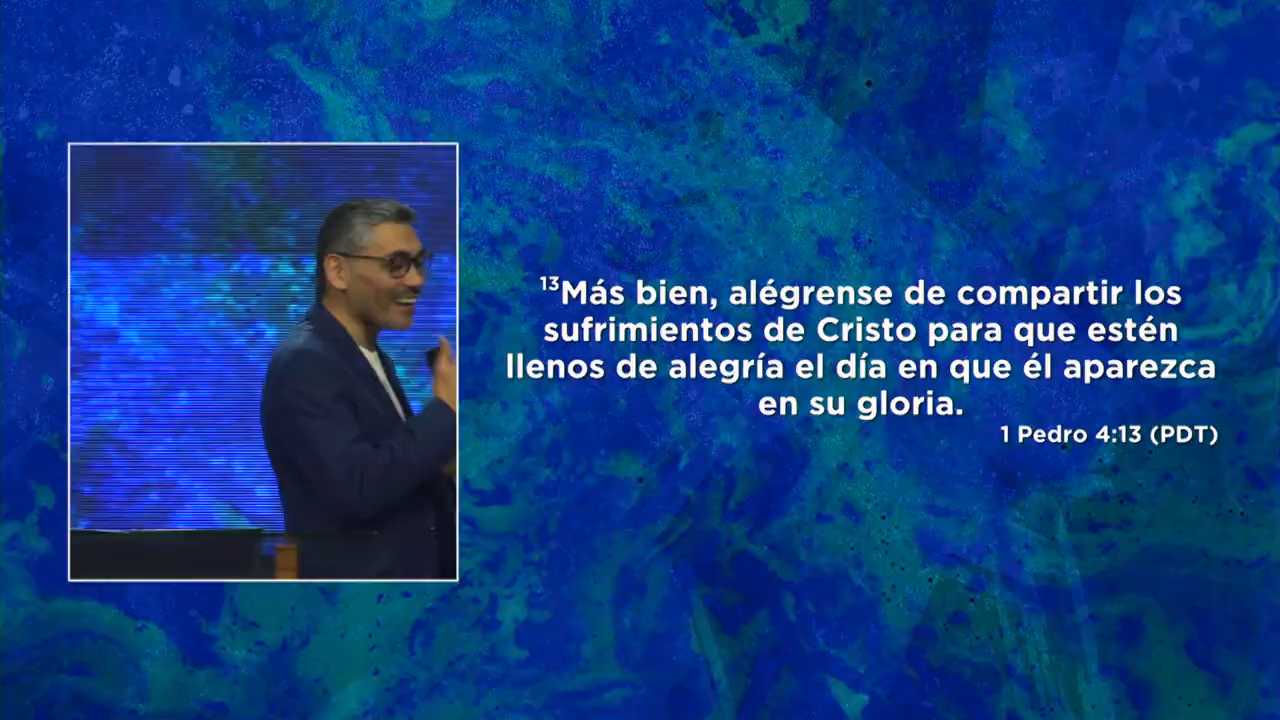 ¹³Más bien, alégrense de compartir los
sufrimientos de Cristo para que estén
llenos de alegría el día en que él aparezca
en su gloria.
1 Pedro 4:13 (PDT)